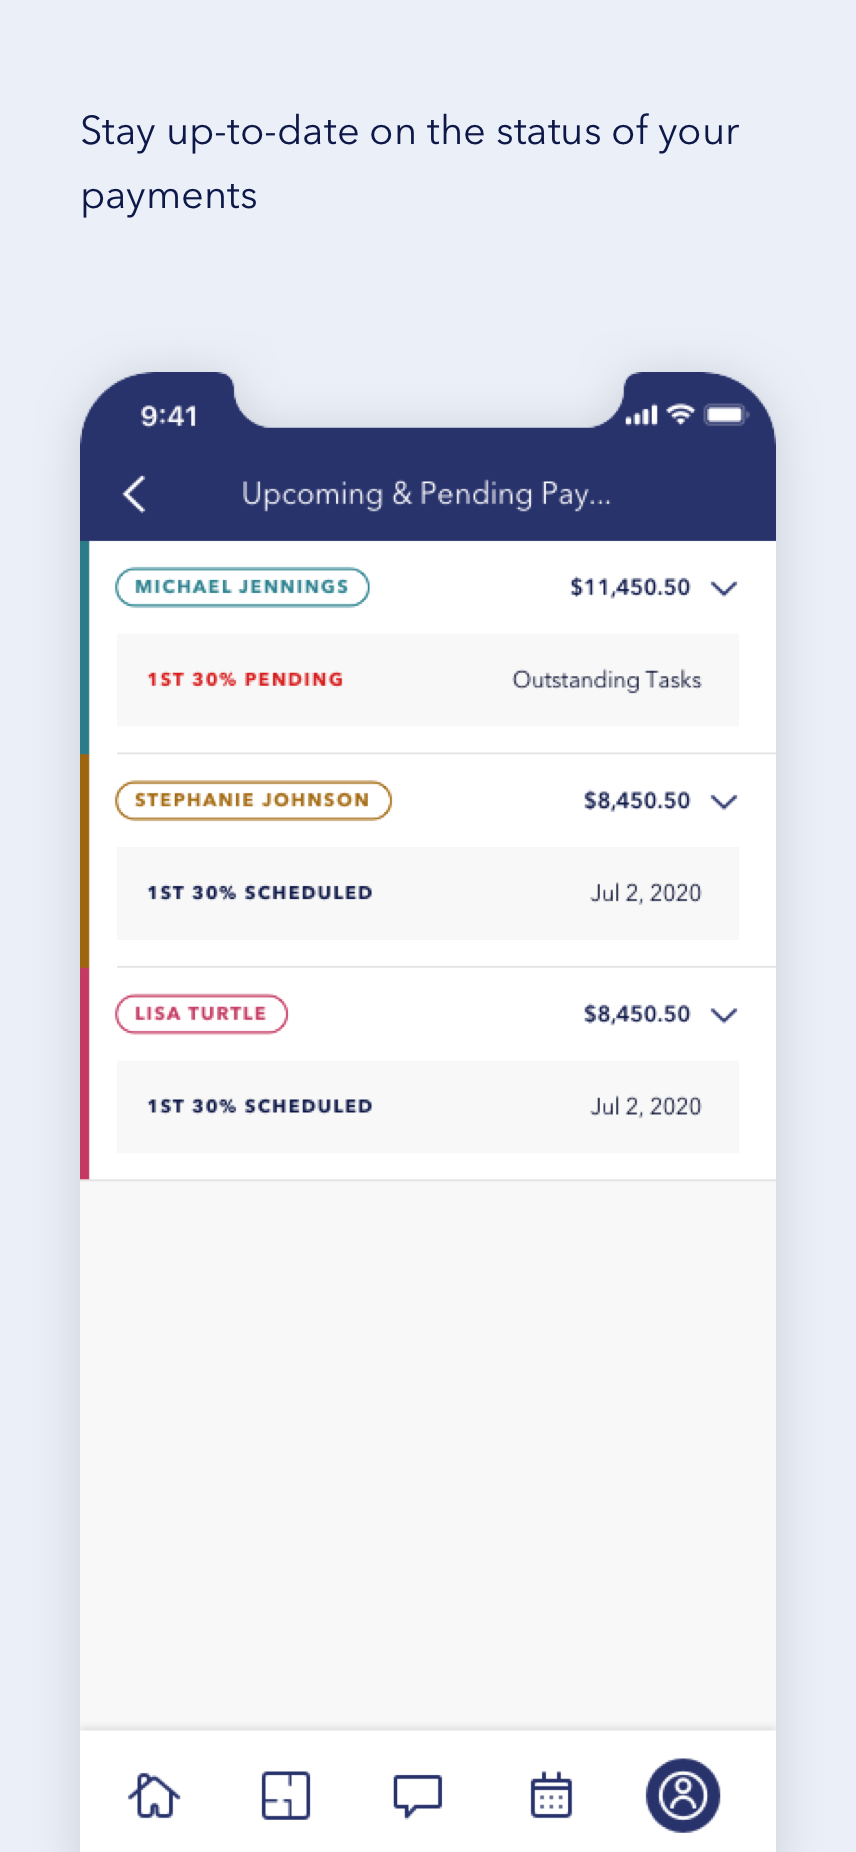 Stay up-to-date on the status of your
payments
9:41
Upcoming & Pending Pay...
MICHAEL JENNINGS $11,450.50
1ST 30% PENDING Outstanding Tasks
STEPHANIE JOHNSON $8,450.50
1ST 30% SCHEDULED Jul 2, 2020
LISA TURTLE $8,450.50
1ST 30% SCHEDULED Jul 2, 2020